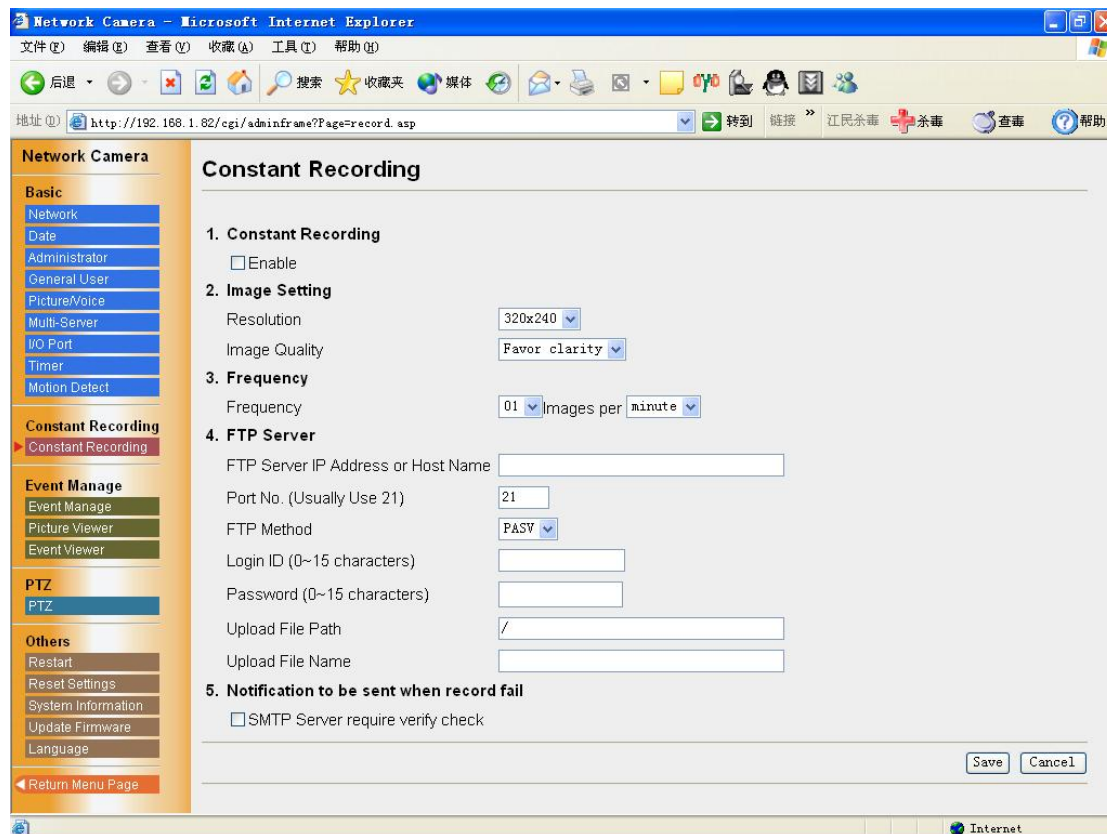 Network Camera - Microsoft Internet Explorer
文件(F) 编辑(E) 查看(V) 收藏(A) 工具(T) 帮助(H)
后退 搜索 收藏夹 媒体
地址(D) http://192.168.1.82/cgi/adminframe?Page=record.asp 转到 链接 » 江民杀毒 杀毒 查毒 帮助
Network Camera
Basic
Network
Date
Administrator
General User
Picture/Voice
Multi-Server
I/O Port
Timer
Motion Detect
Constant Recording
Constant Recording
Event Manage
Event Manage
Picture Viewer
Event Viewer
PTZ
PTZ
Others
Restart
Reset Settings
System Information
Update Firmware
Language
Return Menu Page
Constant Recording
1. Constant Recording
Enable
2. Image Setting
Resolution 320x240
Image Quality Favor clarity
3. Frequency
Frequency 01 Images per minute
4. FTP Server
FTP Server IP Address or Host Name
Port No. (Usually Use 21) 21
FTP Method PASV
Login ID (0~15 characters)
Password (0~15 characters)
Upload File Path /
Upload File Name
5. Notification to be sent when record fail
SMTP Server require verify check
Save Cancel
Internet